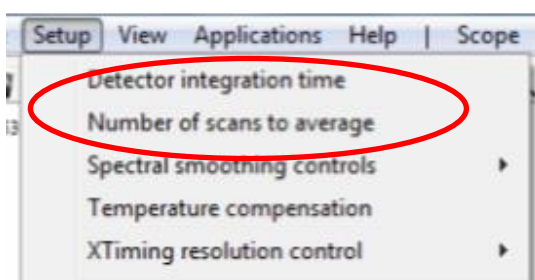 Setup View Applications Help | Scope
Detector integration time
Number of scans to average
Spectral smoothing controls
Temperature compensation
XTiming resolution control